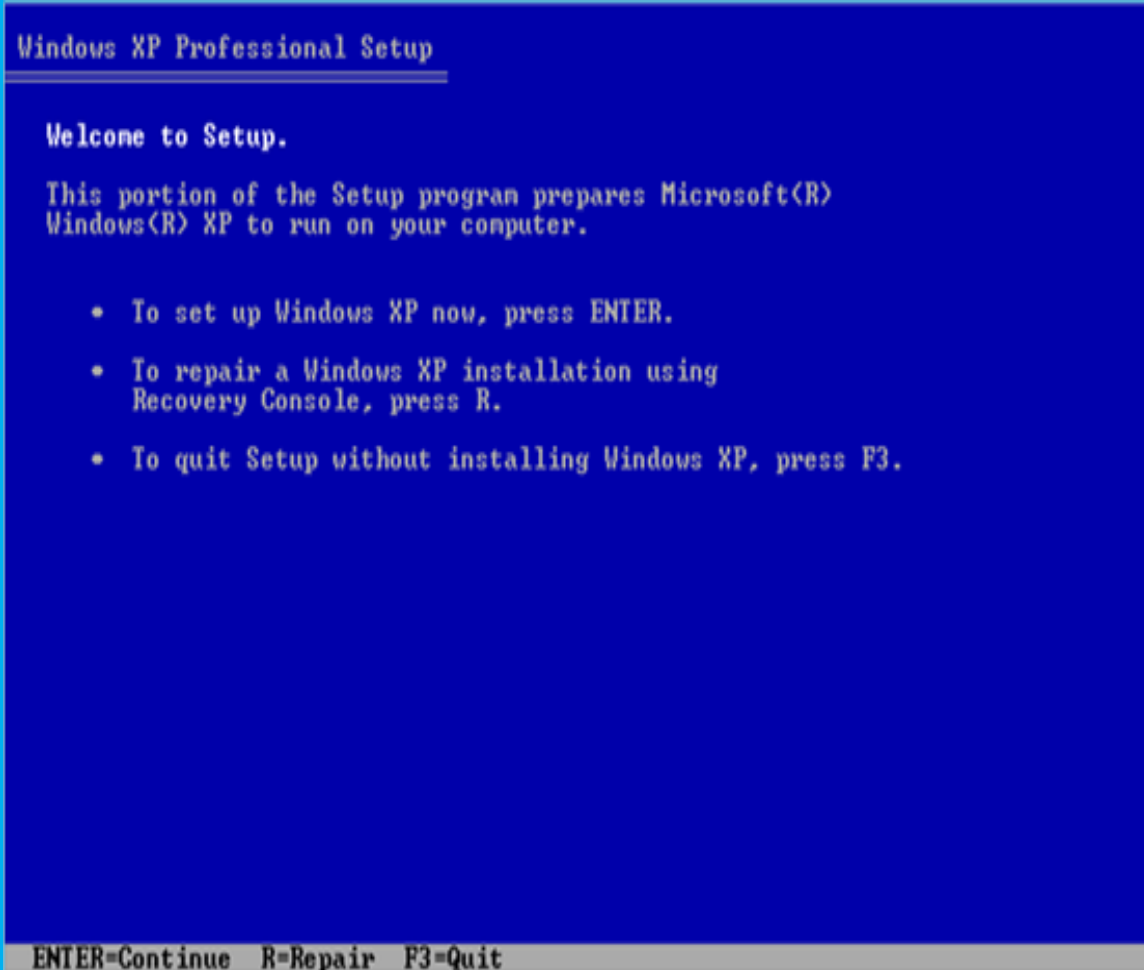 Windows XP Professional Setup
Welcome to Setup.
This portion of the Setup program prepares Microsoft(R)
Windows(R) XP to run on your computer.
• To set up Windows XP now, press ENTER.
• To repair a Windows XP installation using
Recovery Console, press R.
• To quit Setup without installing Windows XP, press F3.
ENTER=Continue R=Repair F3=Quit